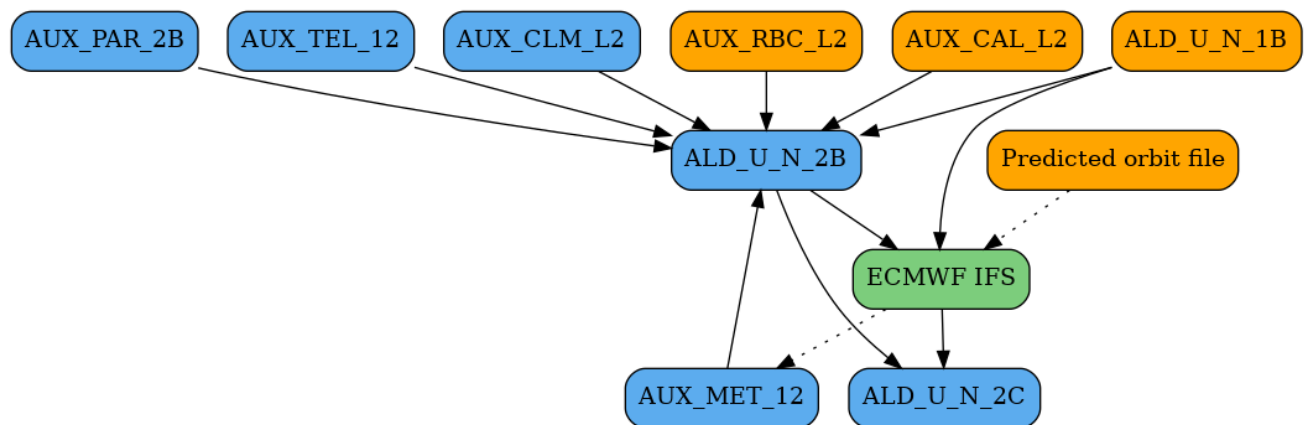 AUX_PAR_2B
AUX_TEL_12
AUX_CLM_L2
AUX_RBC_L2
AUX_CAL_L2
ALD_U_N_1B
ALD_U_N_2B
Predicted orbit file
ECMWF IFS
AUX_MET_12
ALD_U_N_2C